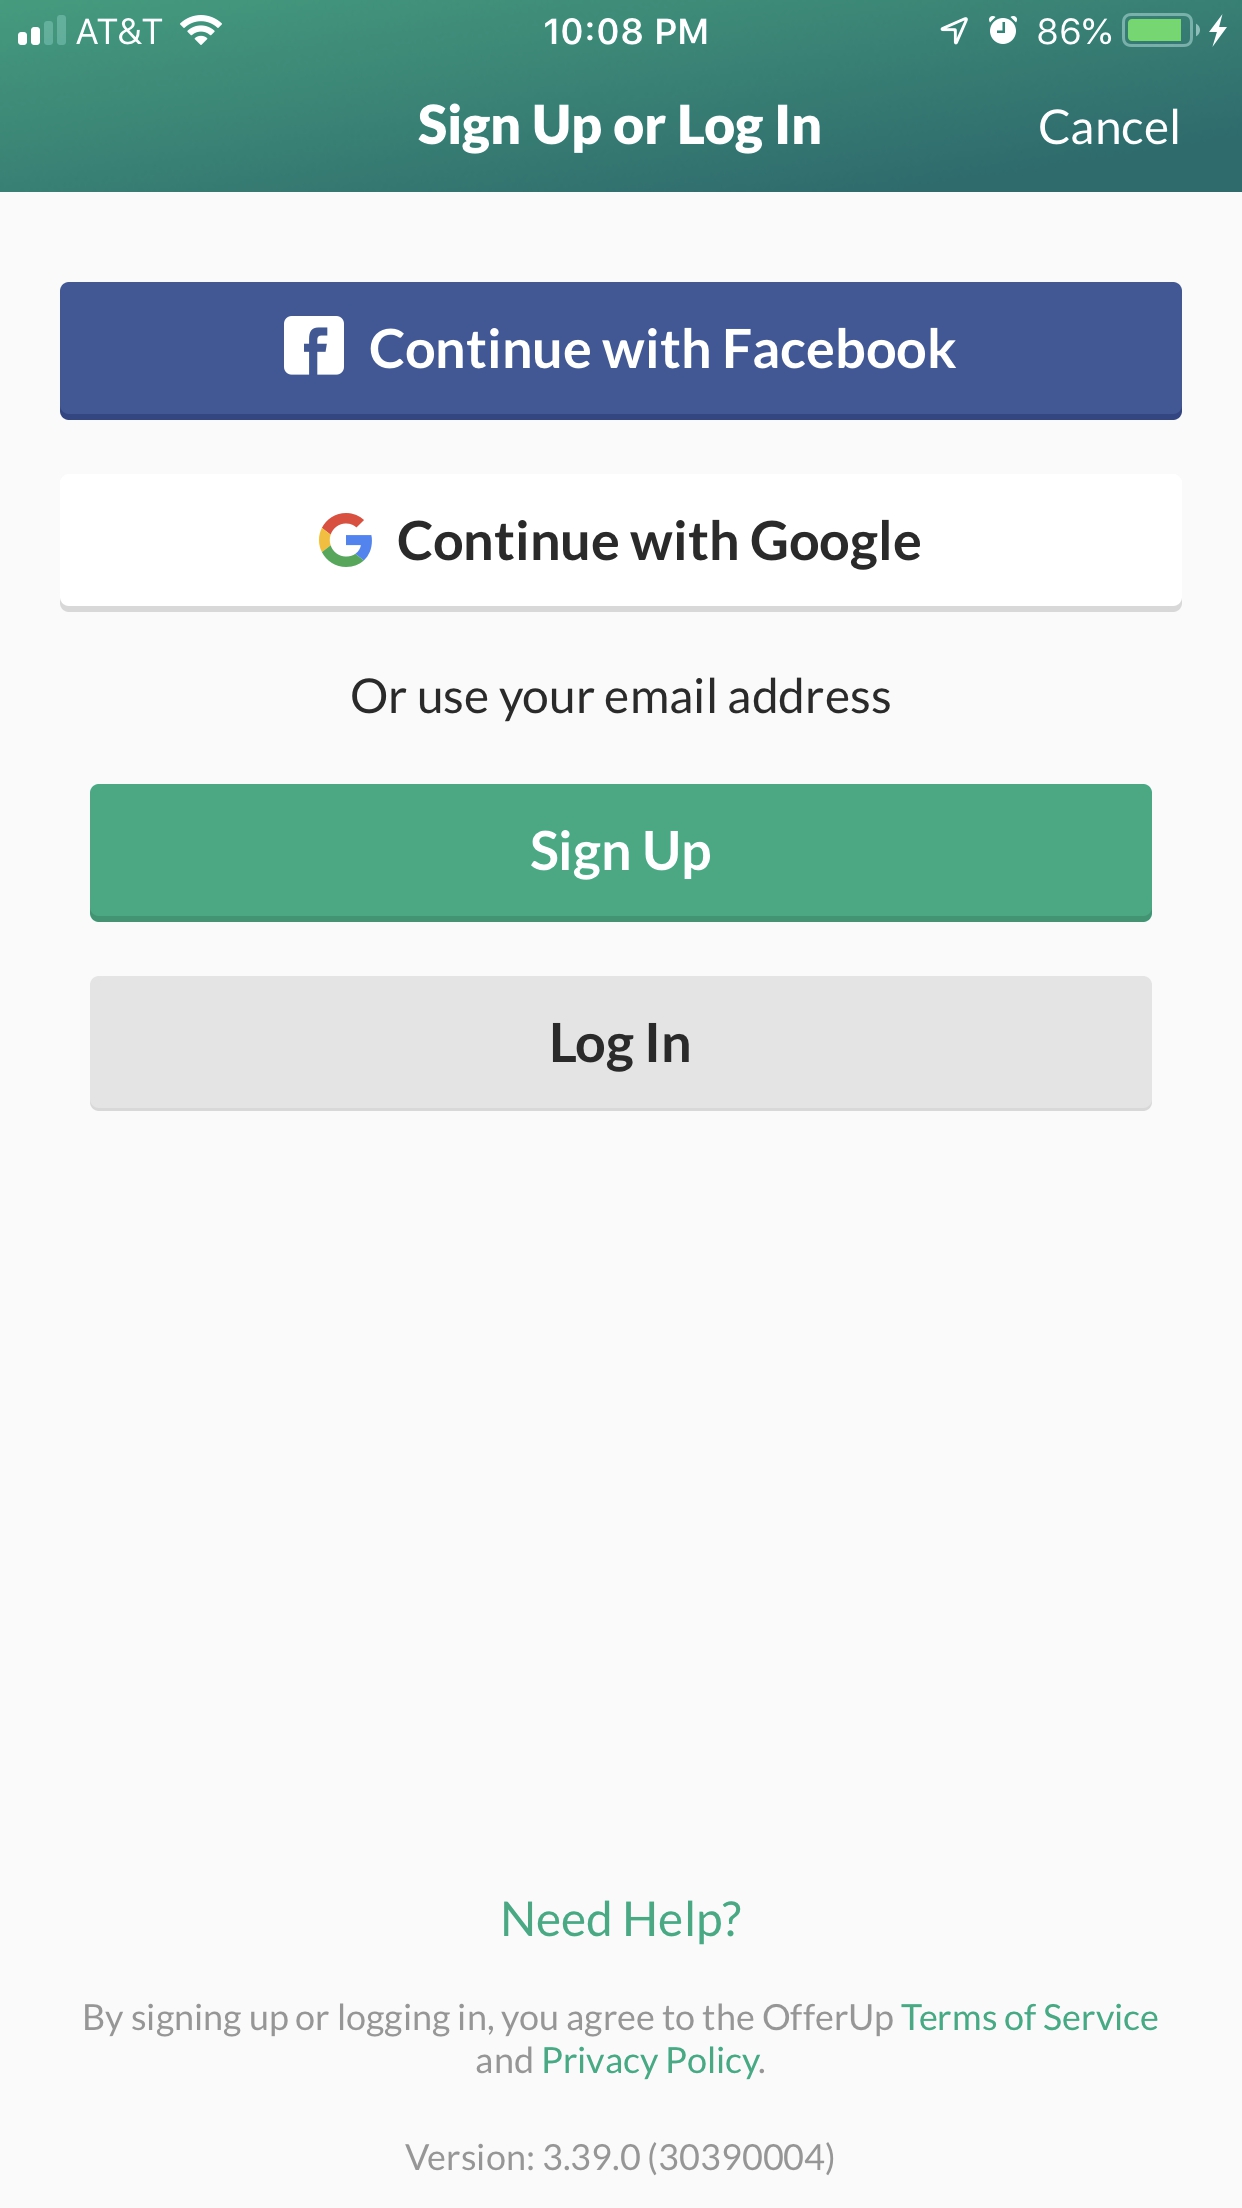 AT&T 10:08 PM 86%
Sign Up or Log In Cancel
Continue with Facebook
Continue with Google
Or use your email address
Sign Up
Log In
Need Help?
By signing up or logging in, you agree to the OfferUp Terms of Service
and Privacy Policy.
Version: 3.39.0 (30390004)